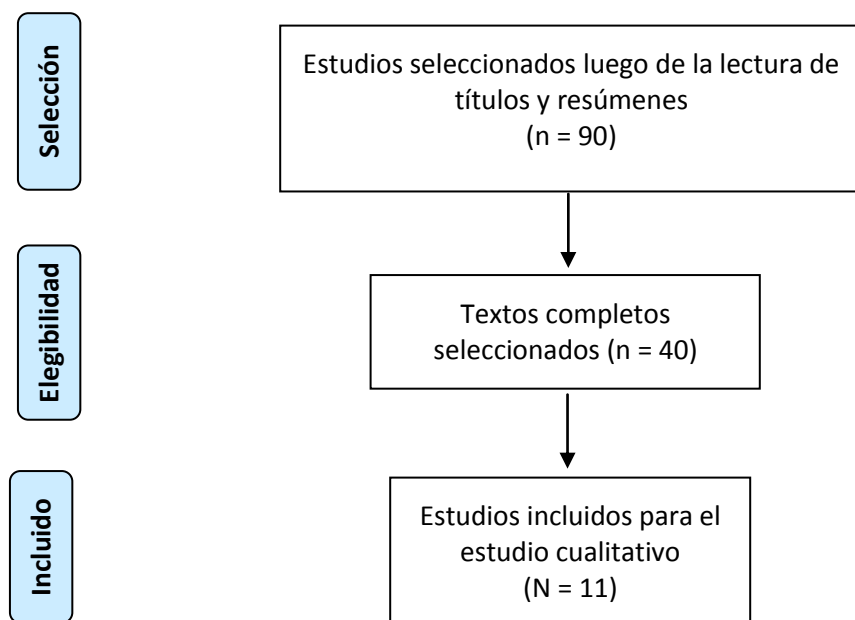 Selección
Estudios seleccionados luego de la lectura de
títulos y resúmenes
(n = 90)
Elegibilidad
Textos completos
seleccionados (n = 40)
Incluido
Estudios incluidos para el
estudio cualitativo
(N = 11)